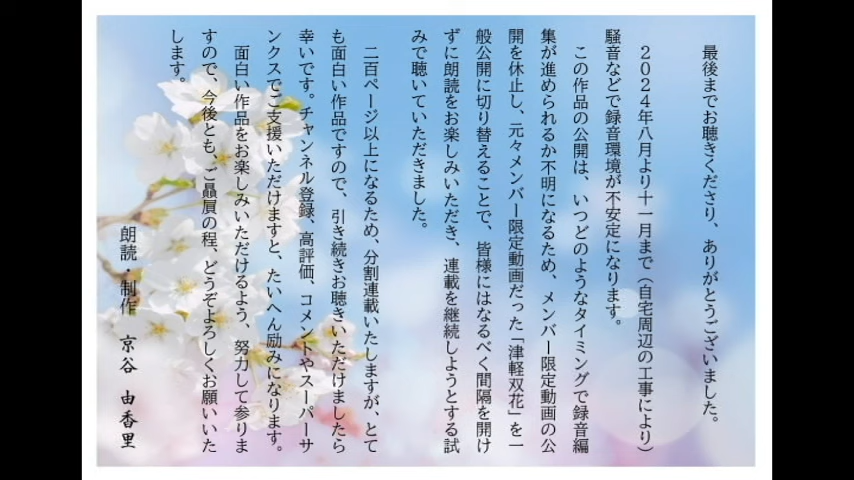 最後までお聴きくださり、ありがとうございました。
２０２４年八月より十一月まで（自宅周辺の工事により）
騒音などで録音環境が不安定になります。
この作品の公開は、いつどのようなタイミングで録音編
集が進められるか不明になるため、メンバー限定動画の公
開を休止し、元々メンバー限定動画だった「津軽双花」を一
般公開に切り替えることで、皆様にはなるべく間隔を開け
ずに朗読をお楽しみいただき、連載を継続しようとする試
みで聴いていただきました。
二百ページ以上になるため、分割連載いたしますが、とて
も面白い作品ですので、引き続きお聴きいただけましたら
幸いです。チャンネル登録、高評価、コメントやスーパーサ
ンクスでご支援いただけますと、たいへん励みになります。
面白い作品をお楽しみいただけるよう、努力して参りま
すので、今後とも、ご贔屓の程、どうぞよろしくお願いいた
します。
朗読・制作　京谷　由香里